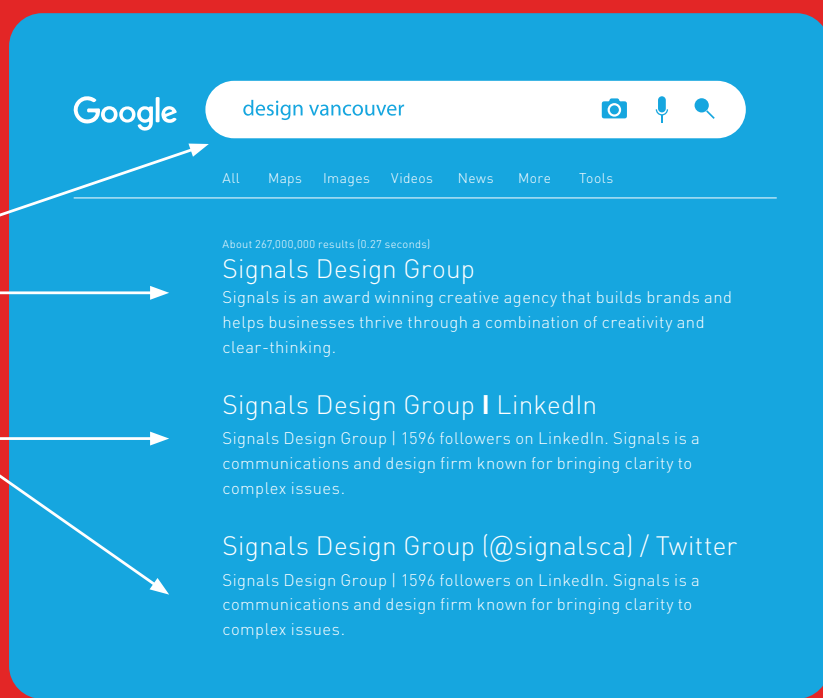 Google design vancouver
All Maps Images Videos News More Tools
About 267,000,000 results (0.27 seconds)
Signals Design Group
Signals is an award winning creative agency that builds brands and
helps businesses thrive through a combination of creativity and
clear-thinking.
Signals Design Group | LinkedIn
Signals Design Group | 1596 followers on LinkedIn. Signals is a
communications and design firm known for bringing clarity to
complex issues.
Signals Design Group (@signalsca) / Twitter
Signals Design Group | 1596 followers on LinkedIn. Signals is a
communications and design firm known for bringing clarity to
complex issues.